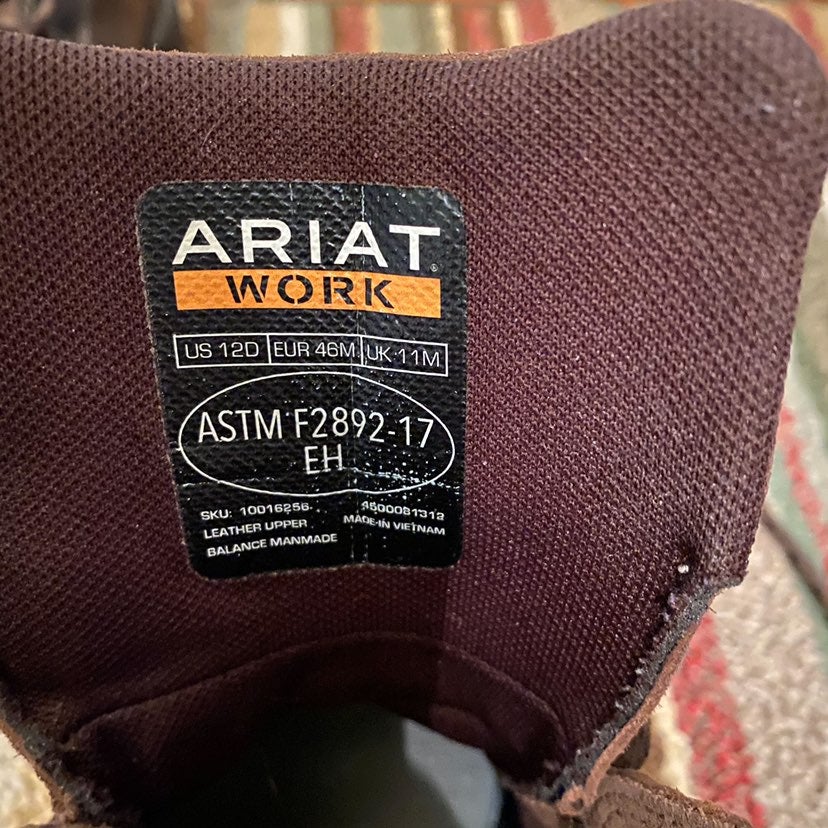 ARIAT®
WORK
US 12D EUR 46M UK 11M
ASTM F2892-17
EH
SKU: 10016256 4500081312
LEATHER UPPER MADE IN VIETNAM
BALANCE MANMADE